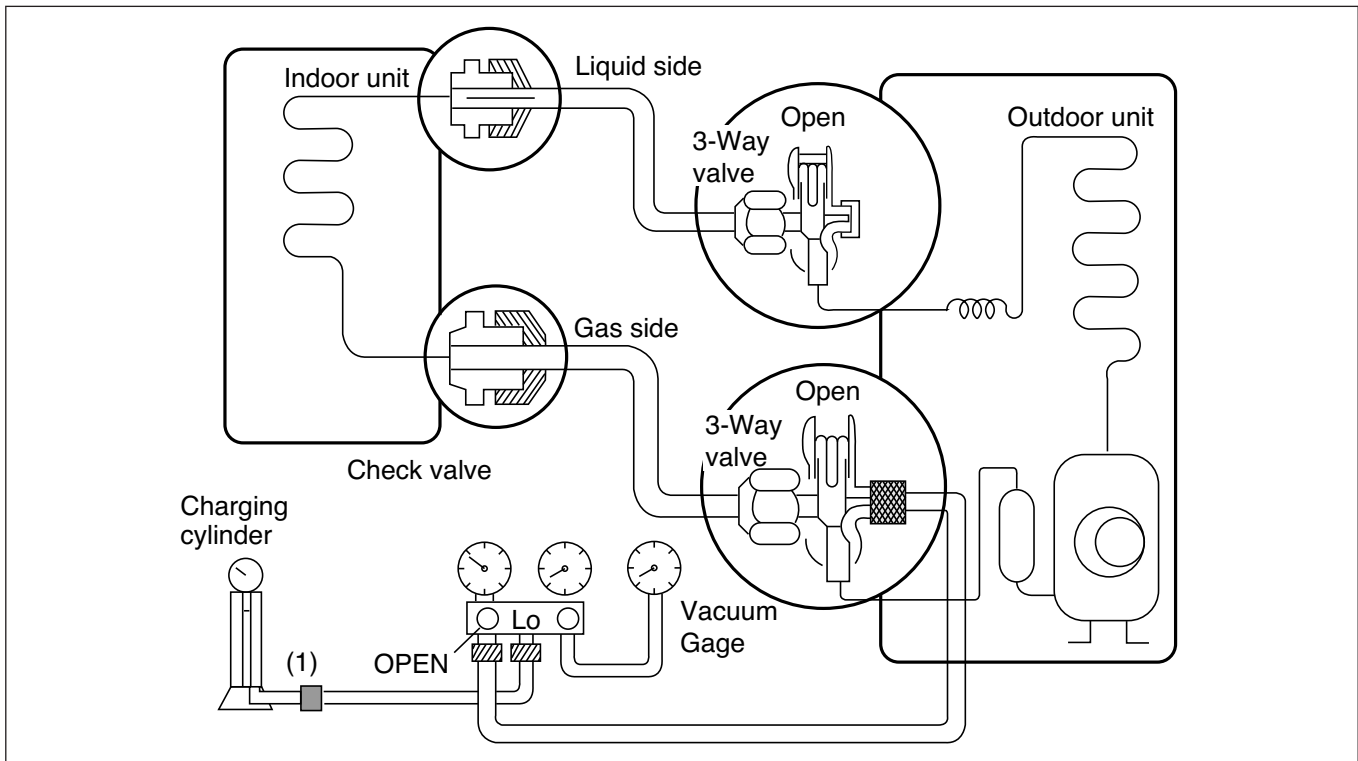 Indoor unit
Liquid side
Open
3-Way
valve
Outdoor unit
Gas side
Open
3-Way
valve
Check valve
Charging
cylinder
(1)
OPEN
Lo
Vacuum
Gage